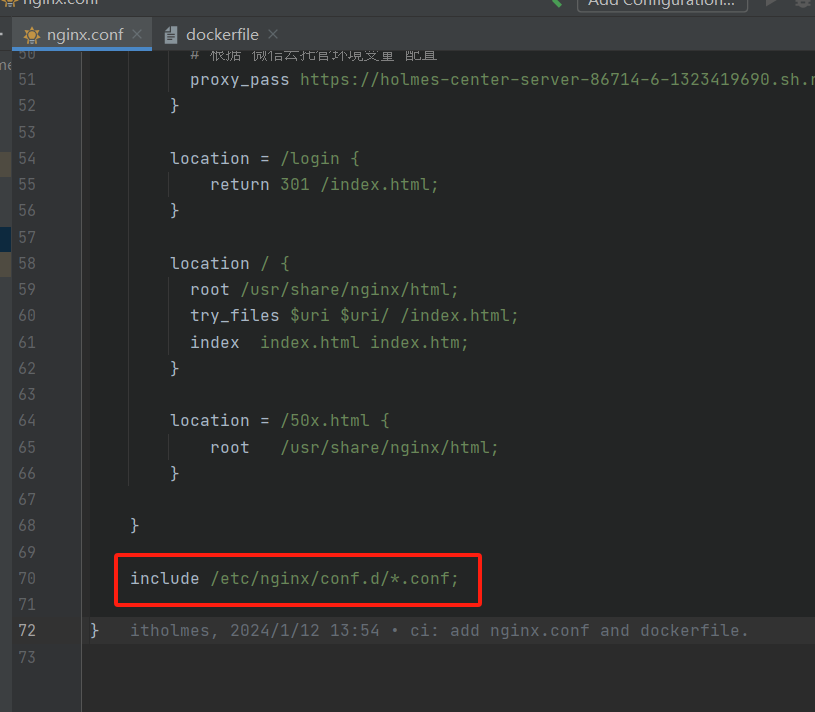 nginx.conf
Add Configuration...
nginx.conf × dockerfile ×
50 # 根据 微信云托管环境变量 配置
51 proxy_pass https://holmes-center-server-86714-6-1323419690.sh.
52 }
53
54 location = /login {
55 return 301 /index.html;
56 }
57
58 location / {
59 root /usr/share/nginx/html;
60 try_files $uri $uri/ /index.html;
61 index  index.html index.htm;
62 }
63
64 location = /50x.html {
65 root   /usr/share/nginx/html;
66 }
67
68 }
69
70 include /etc/nginx/conf.d/*.conf;
71
72 } itholmes, 2024/1/12 13:54 • ci: add nginx.conf and dockerfile.
73